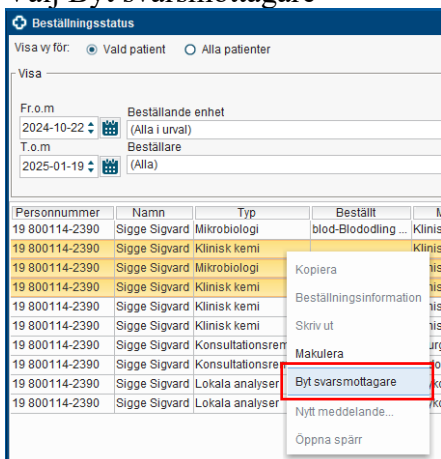 Välj Byt svarsmottagare
Beställningsstatus
Visa vy för: Vald patient Alla patienter
Visa
Fr.o.m Beställande enhet
2024-10-22 (Alla i urval)
T.o.m Beställare
2025-01-19 (Alla)
Personnummer Namn Typ Beställt
19 800114-2390 Sigge Sigvard Mikrobiologi blod-Blododling ...
19 800114-2390 Sigge Sigvard Klinisk kemi
19 800114-2390 Sigge Sigvard Mikrobiologi
19 800114-2390 Sigge Sigvard Klinisk kemi
19 800114-2390 Sigge Sigvard Klinisk kemi
19 800114-2390 Sigge Sigvard Klinisk kemi
19 800114-2390 Sigge Sigvard Konsultationsrem
19 800114-2390 Sigge Sigvard Konsultationsrem
19 800114-2390 Sigge Sigvard Lokala analyser
19 800114-2390 Sigge Sigvard Lokala analyser
Kopiera
Beställningsinformation
Skriv ut
Makulera
Byt svarsmottagare
Nytt meddelande...
Öppna spärr